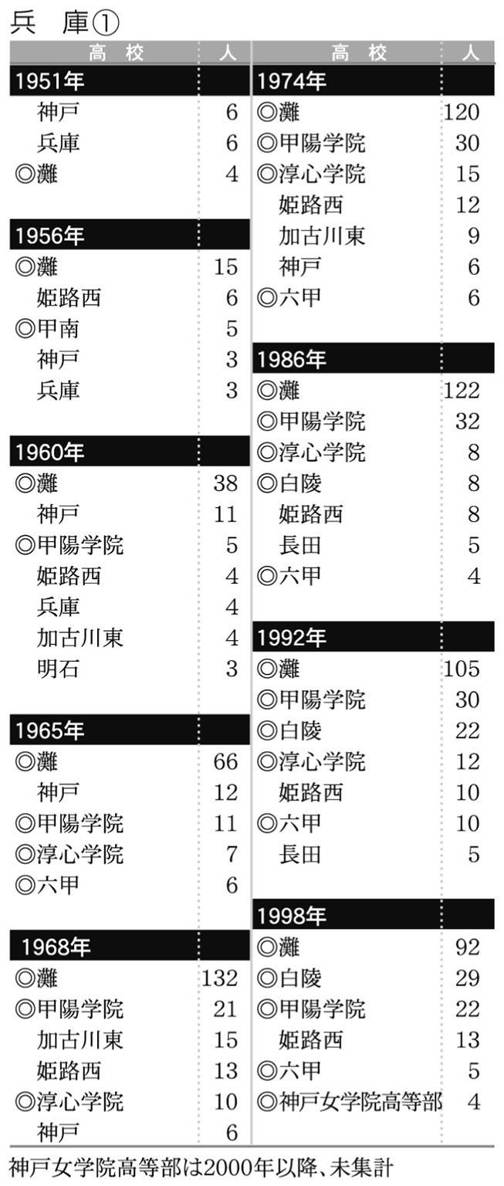 兵 庫①
高 校 人
1951年
神戸 6
兵庫 6
◎灘 4
1956年
◎灘 15
姫路西 6
◎甲南 5
神戸 3
兵庫 3
1960年
◎灘 38
神戸 11
◎甲陽学院 5
姫路西 4
兵庫 4
加古川東 4
明石 3
1965年
◎灘 66
神戸 12
◎甲陽学院 11
◎淳心学院 7
◎六甲 6
1968年
◎灘 132
◎甲陽学院 21
加古川東 15
姫路西 13
◎淳心学院 10
神戸 6
高 校 人
1974年
◎灘 120
◎甲陽学院 30
◎淳心学院 15
姫路西 12
加古川東 9
神戸 6
◎六甲 6
1986年
◎灘 122
◎甲陽学院 32
◎淳心学院 8
◎白陵 8
姫路西 8
長田 5
◎六甲 4
1992年
◎灘 105
◎甲陽学院 30
◎白陵 22
◎淳心学院 12
姫路西 10
◎六甲 10
長田 5
1998年
◎灘 92
◎白陵 29
◎甲陽学院 22
姫路西 13
◎六甲 5
◎神戸女学院高等部 4
神戸女学院高等部は2000年以降、未集計